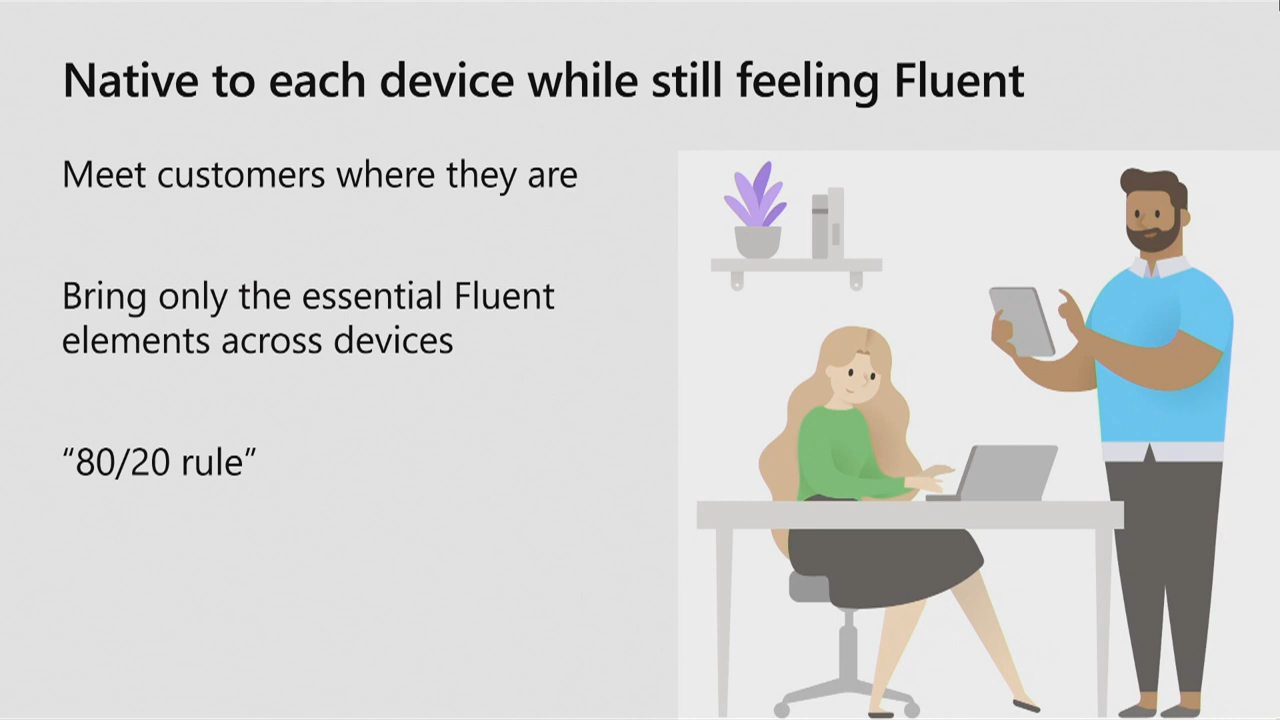 Native to each device while still feeling Fluent
Meet customers where they are
Bring only the essential Fluent
elements across devices
“80/20 rule”